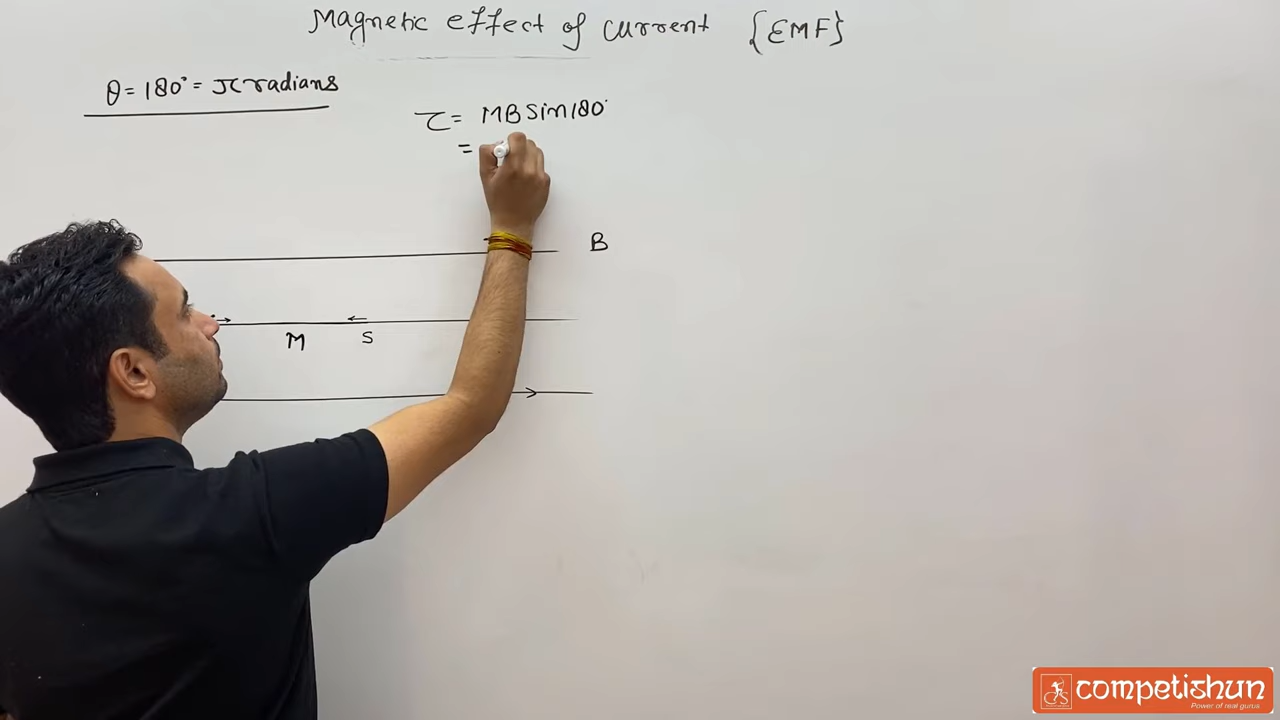 Magnetic effect of current {EMF}
θ = 180° = π radians
τ = MB Sin 180°
=
B
M S
competishun
Power of real gurus